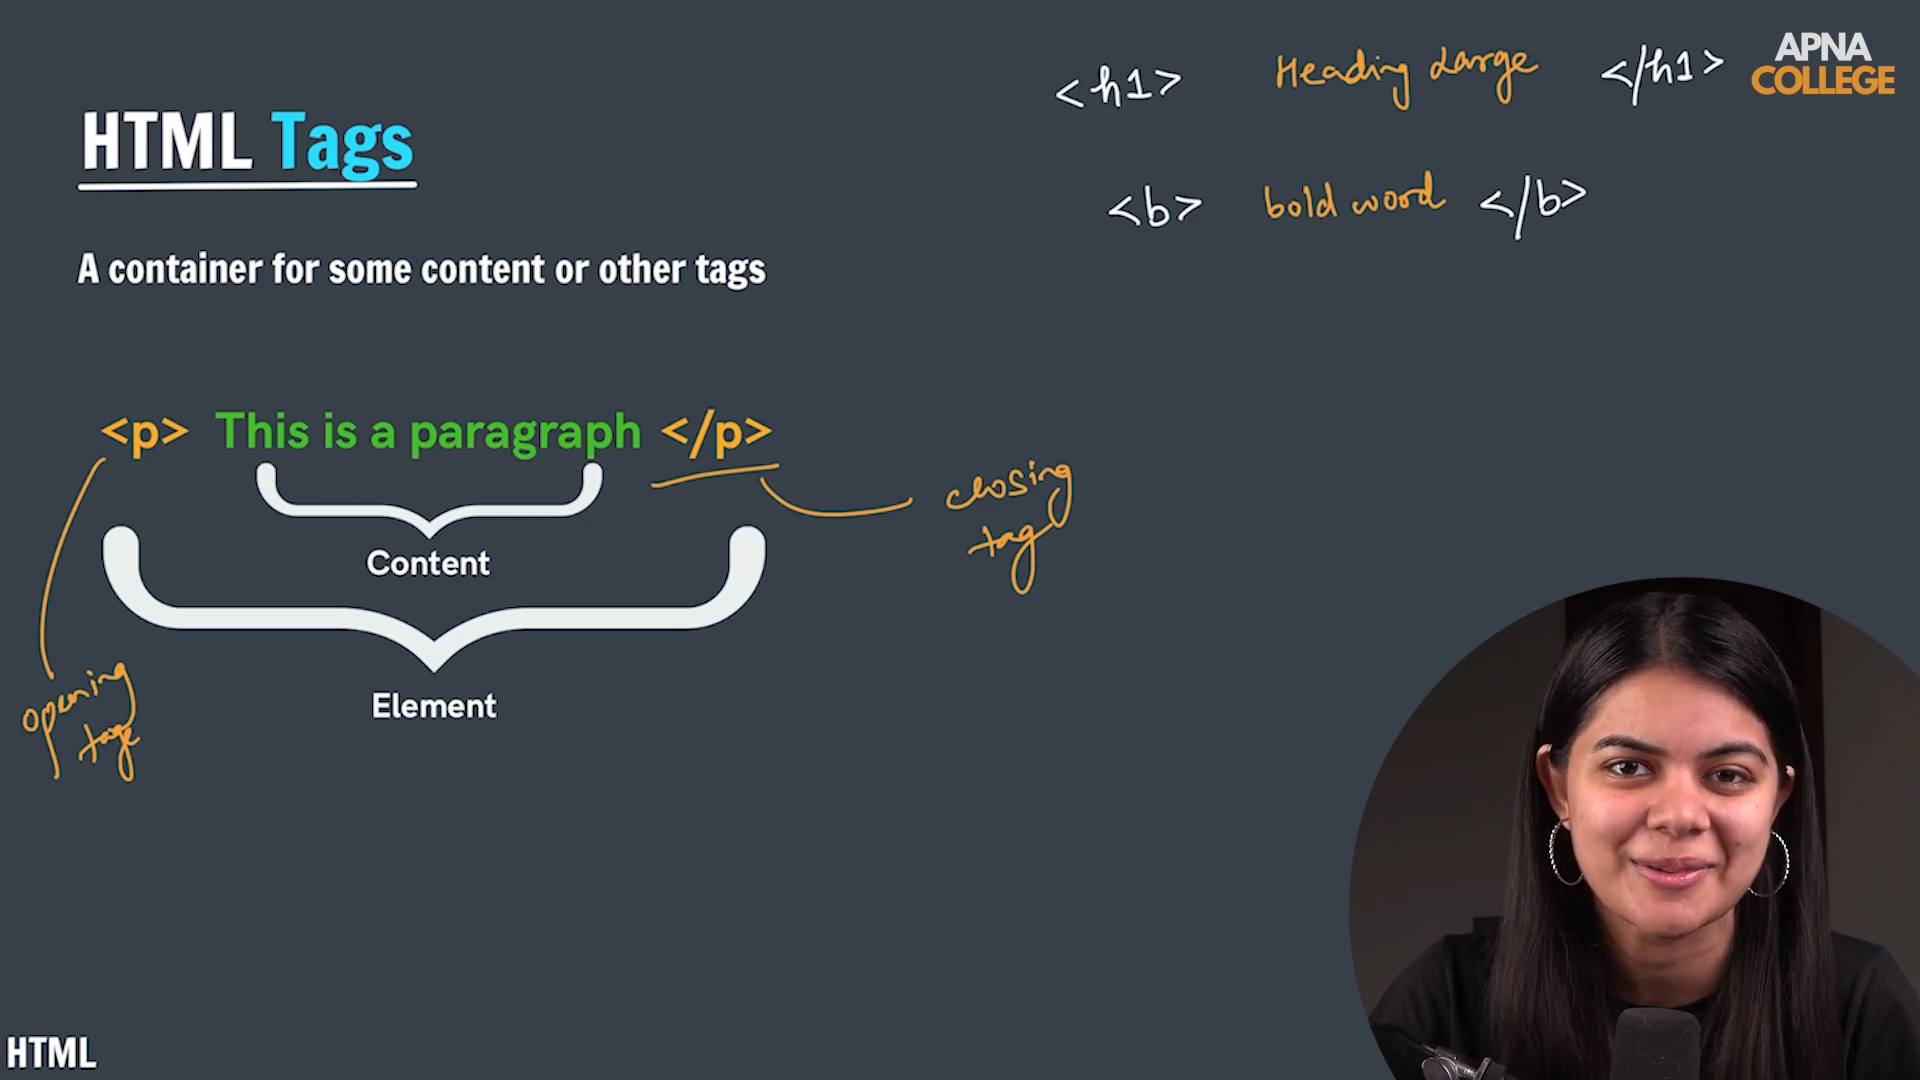 <h1> Heading Large </h1>
APNA
COLLEGE
HTML Tags
<b> bold word </b>
A container for some content or other tags
<p> This is a paragraph </p>
closing
tag
Content
opening
tag
Element
HTML